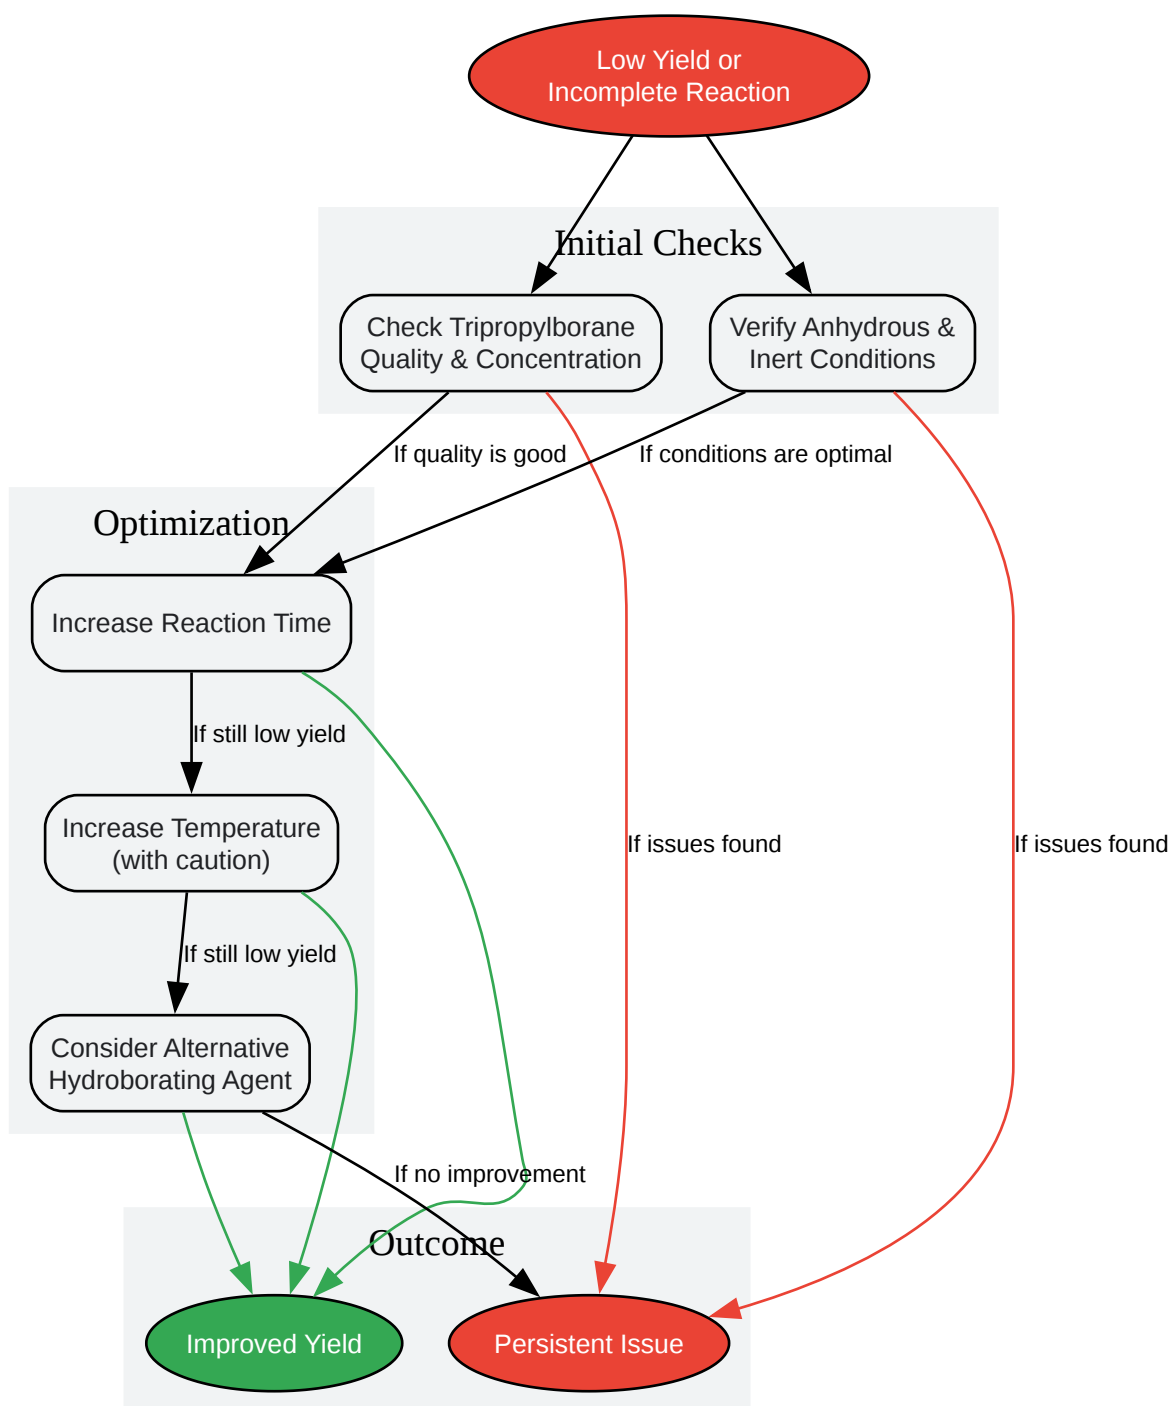 Low Yield or
Incomplete Reaction
Initial Checks
Check Tripropylborane
Quality & Concentration
Verify Anhydrous &
Inert Conditions
If quality is good
If conditions are optimal
Optimization
Increase Reaction Time
If still low yield
Increase Temperature
(with caution)
If issues found
If issues found
If still low yield
Consider Alternative
Hydroborating Agent
If no improvement
Outcome
Improved Yield
Persistent Issue